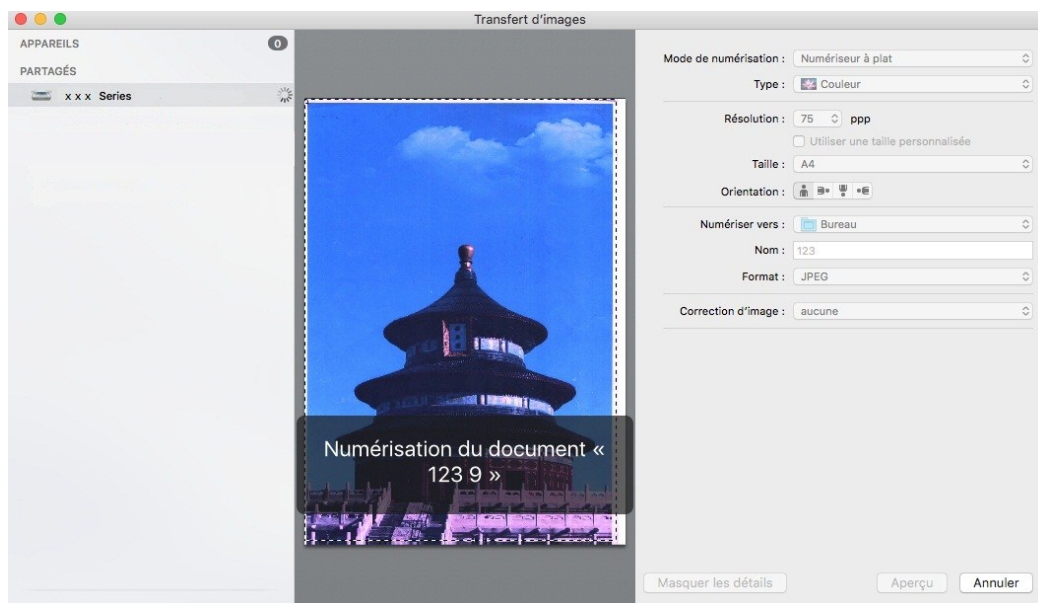 Transfert d'images
APPAREILS 0
PARTAGÉS
x x x Series
Numérisation du document «
123 9 »
Mode de numérisation : Numériseur à plat
Type : Couleur
Résolution : 75 ppp
Utiliser une taille personnalisée
Taille : A4
Orientation :
Numériser vers : Bureau
Nom : 123
Format : JPEG
Correction d'image : aucune
Masquer les détails Aperçu Annuler